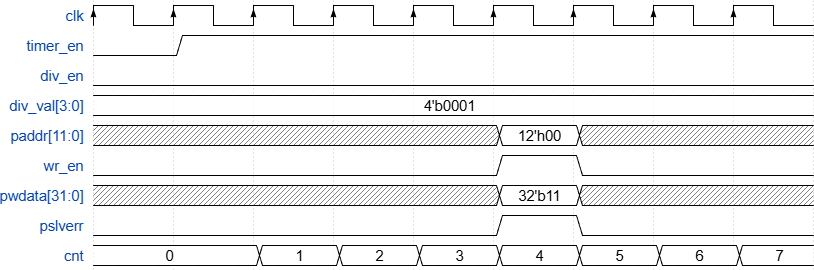 clk
timer_en
div_en
div_val[3:0] 4'b0001
paddr[11:0] 12'h00
wr_en
pwdata[31:0] 32'b11
pslverr
cnt 0 1 2 3 4 5 6 7